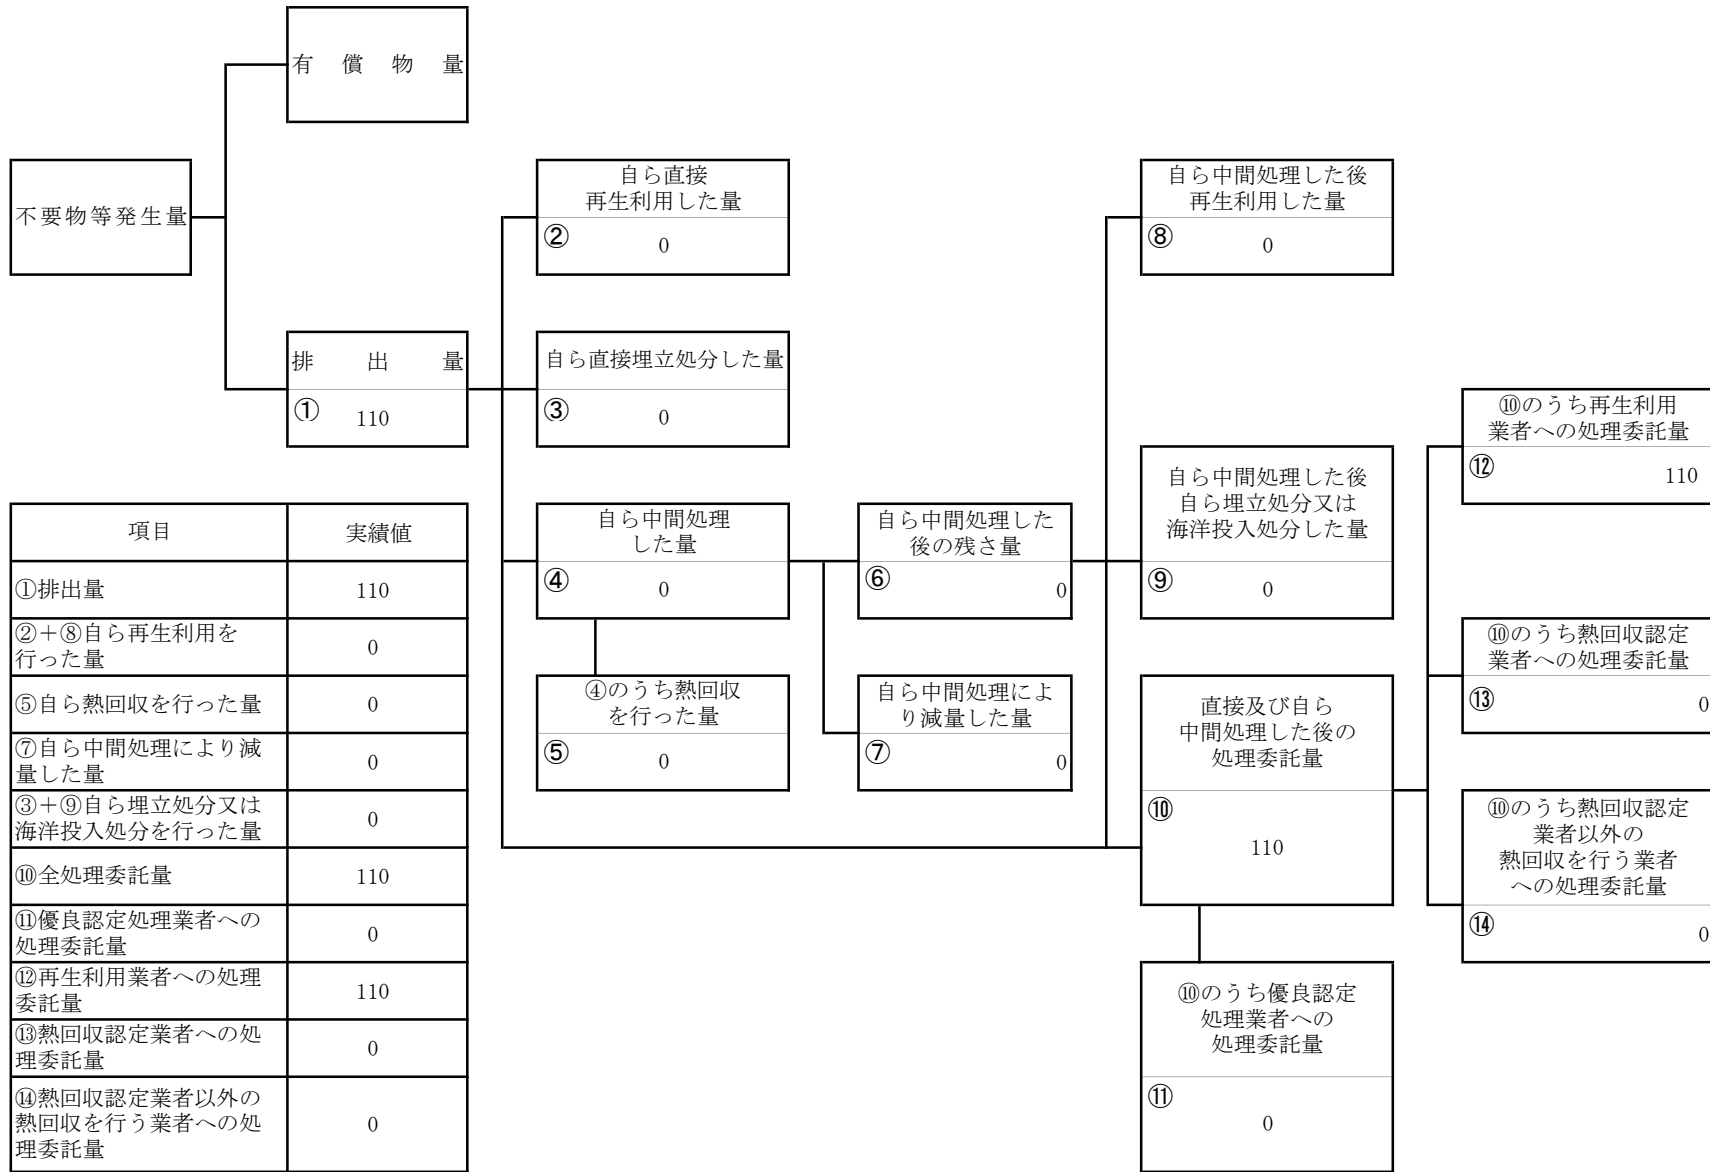 有償物量
不要物等発生量
排出量
①
110
自ら直接
再生利用した量
②
0
自ら直接埋立処分した量
③
0
自ら中間処理
した量
④
0
④のうち熱回収
を行った量
⑤
0
自ら中間処理した
後の残さ量
⑥
0
自ら中間処理によ
り減量した量
⑦
0
自ら中間処理した後
再生利用した量
⑧
0
自ら中間処理した後
自ら埋立処分又は
海洋投入処分した量
⑨
0
直接及び自ら
中間処理した後の
処理委託量
⑩
110
⑩のうち優良認定
処理業者への
処理委託量
⑪
0
⑩のうち再生利用
業者への処理委託量
⑫
110
⑩のうち熱回収認定
業者への処理委託量
⑬
0
⑩のうち熱回収認定
業者以外の
熱回収を行う業者
への処理委託量
⑭
0
項目 実績値
①排出量 110
②+⑧自ら再生利用を
行った量 0
⑤自ら熱回収を行った量 0
⑦自ら中間処理により減
量した量 0
③+⑨自ら埋立処分又は
海洋投入処分を行った量 0
⑩全処理委託量 110
⑪優良認定処理業者への
処理委託量 0
⑫再生利用業者への処理
委託量 110
⑬熱回収認定業者への処
理委託量 0
⑭熱回収認定業者以外の
熱回収を行う業者への処
理委託量 0